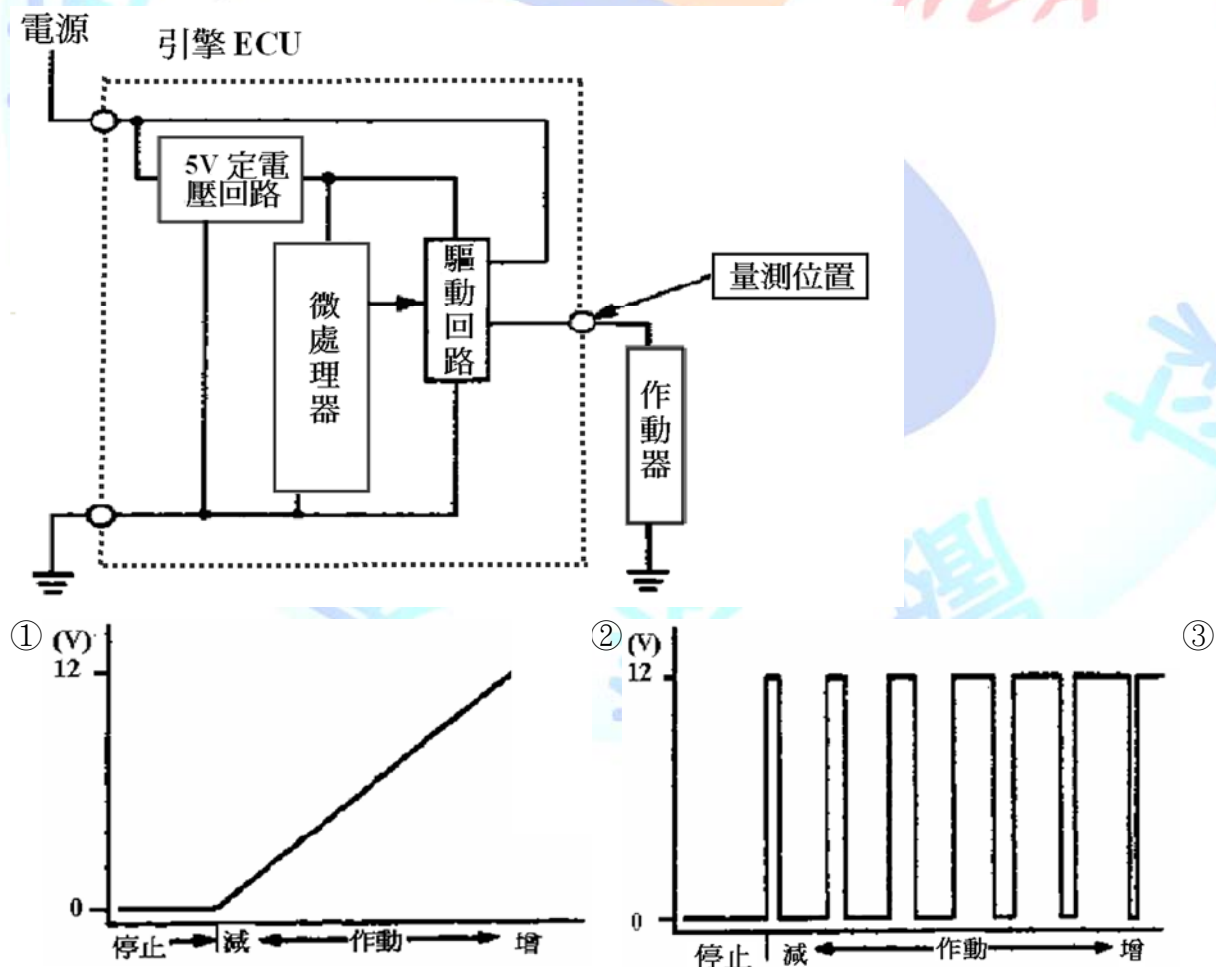 電源
引擎 ECU
5V 定電
壓回路
微處理器
驅動回路
量測位置
作動器
① (V)
12
0
停止 減 作動 增
② (V)
12
0
停止 減 作動 增
③